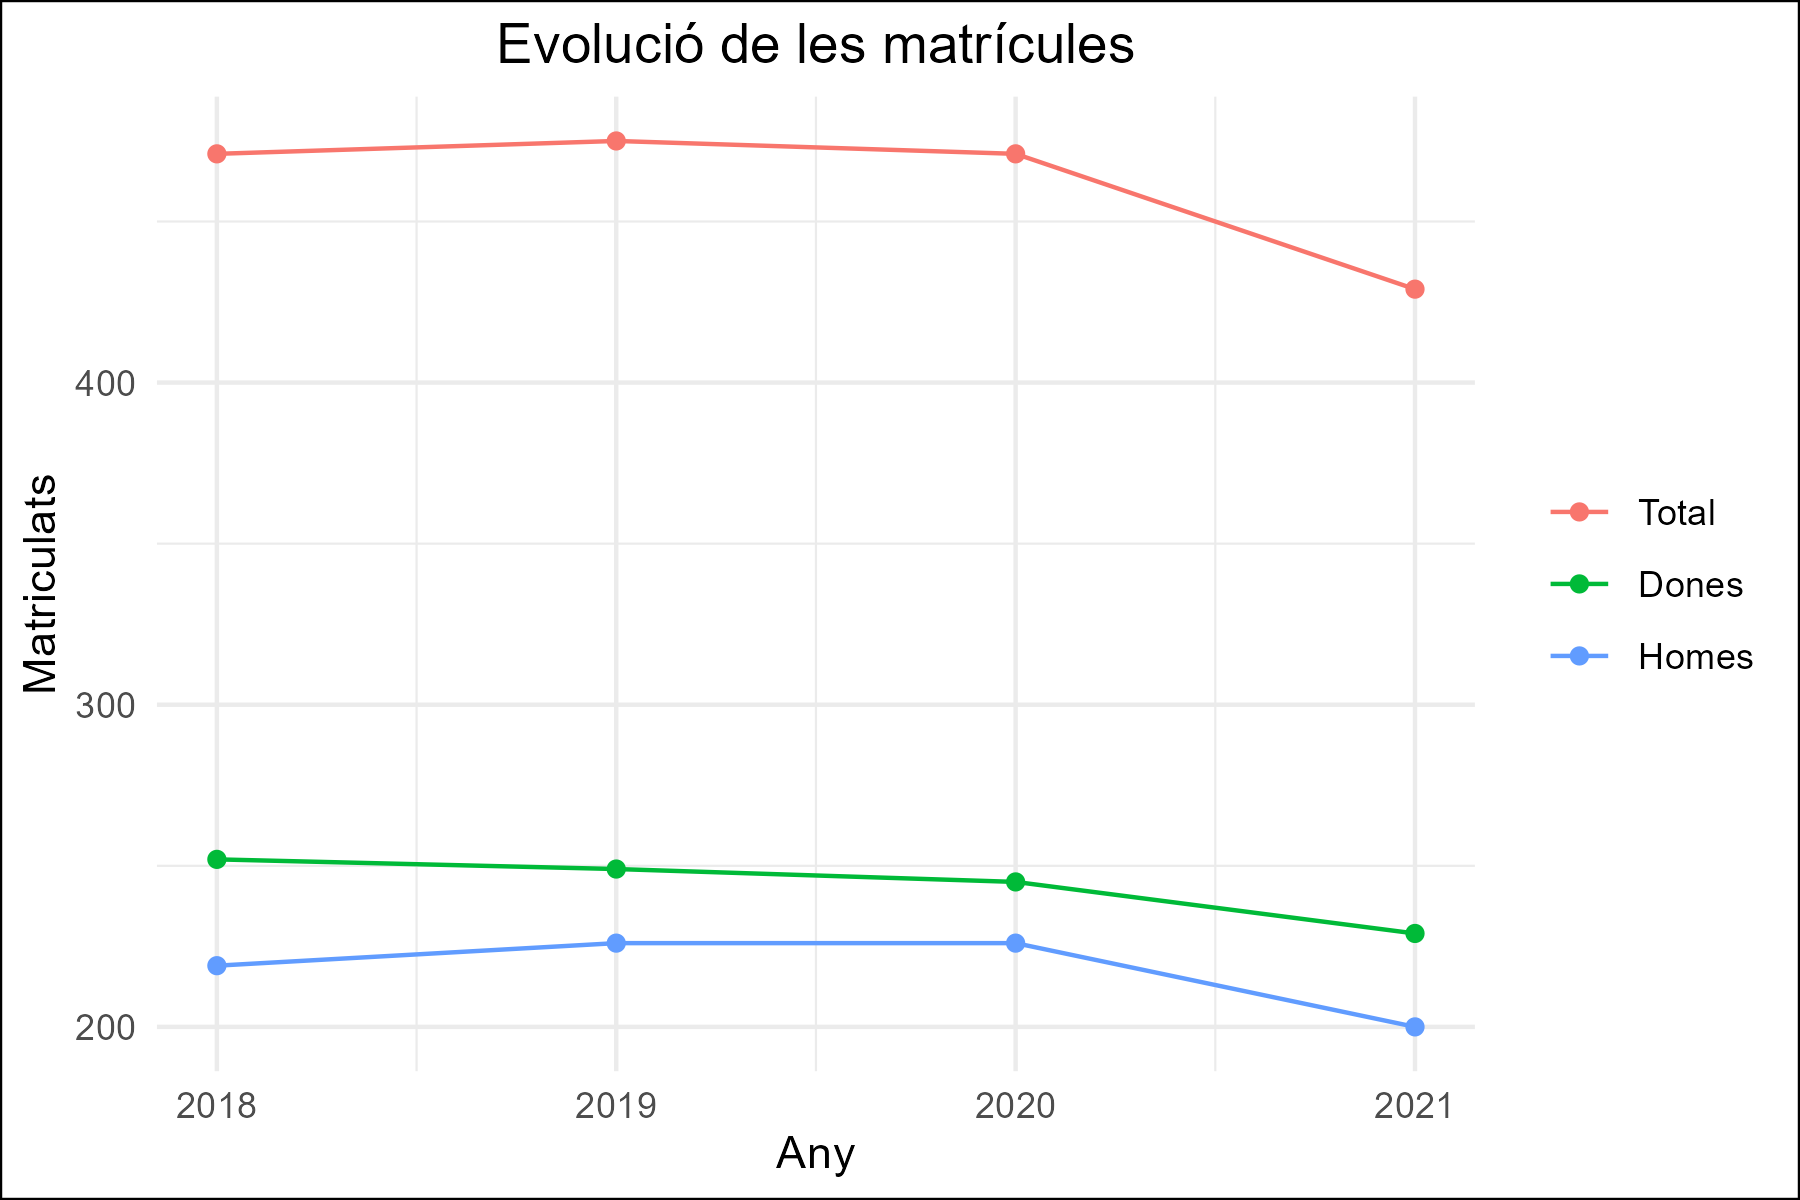 Evolució de les matrícules
Matriculats
400
300
200
2018 2019 2020 2021
Any
Total
Dones
Homes